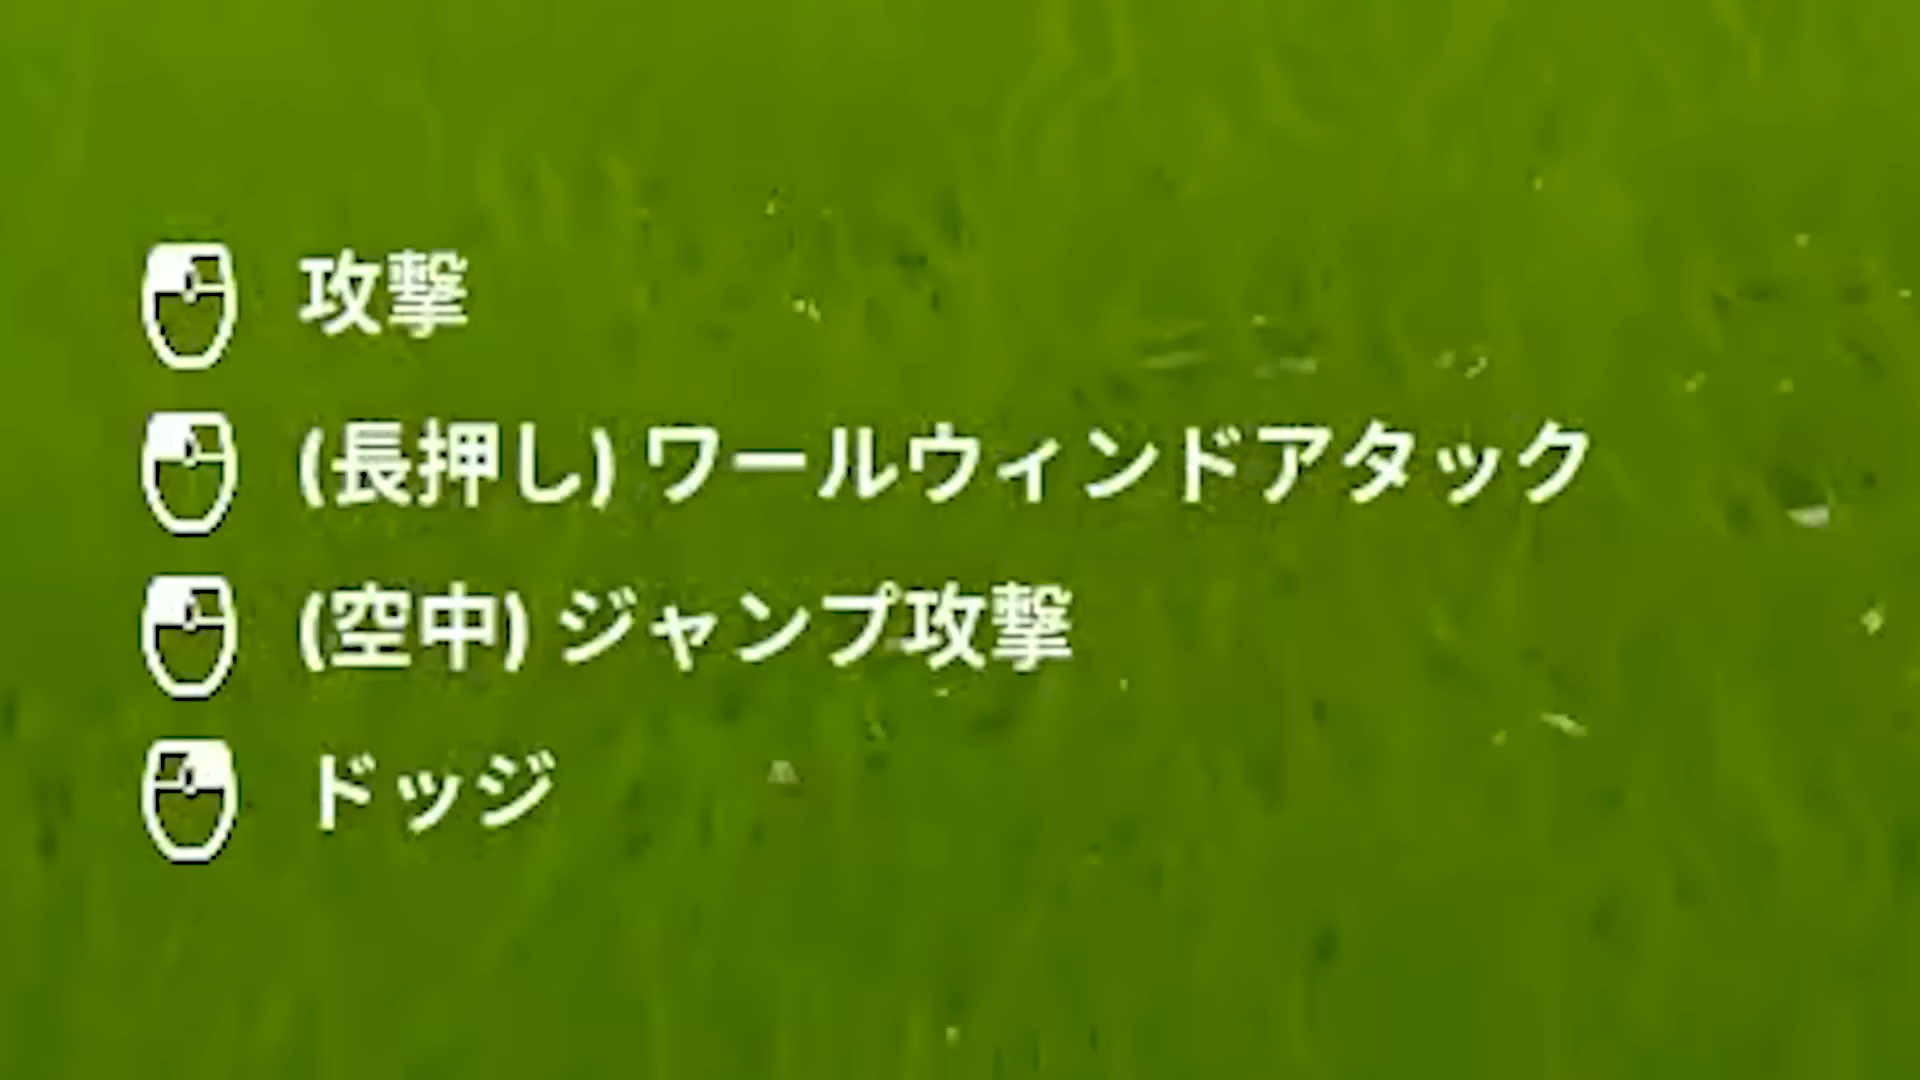 攻撃
(長押し) ワールウィンドアタック
(空中) ジャンプ攻撃
ドッジ